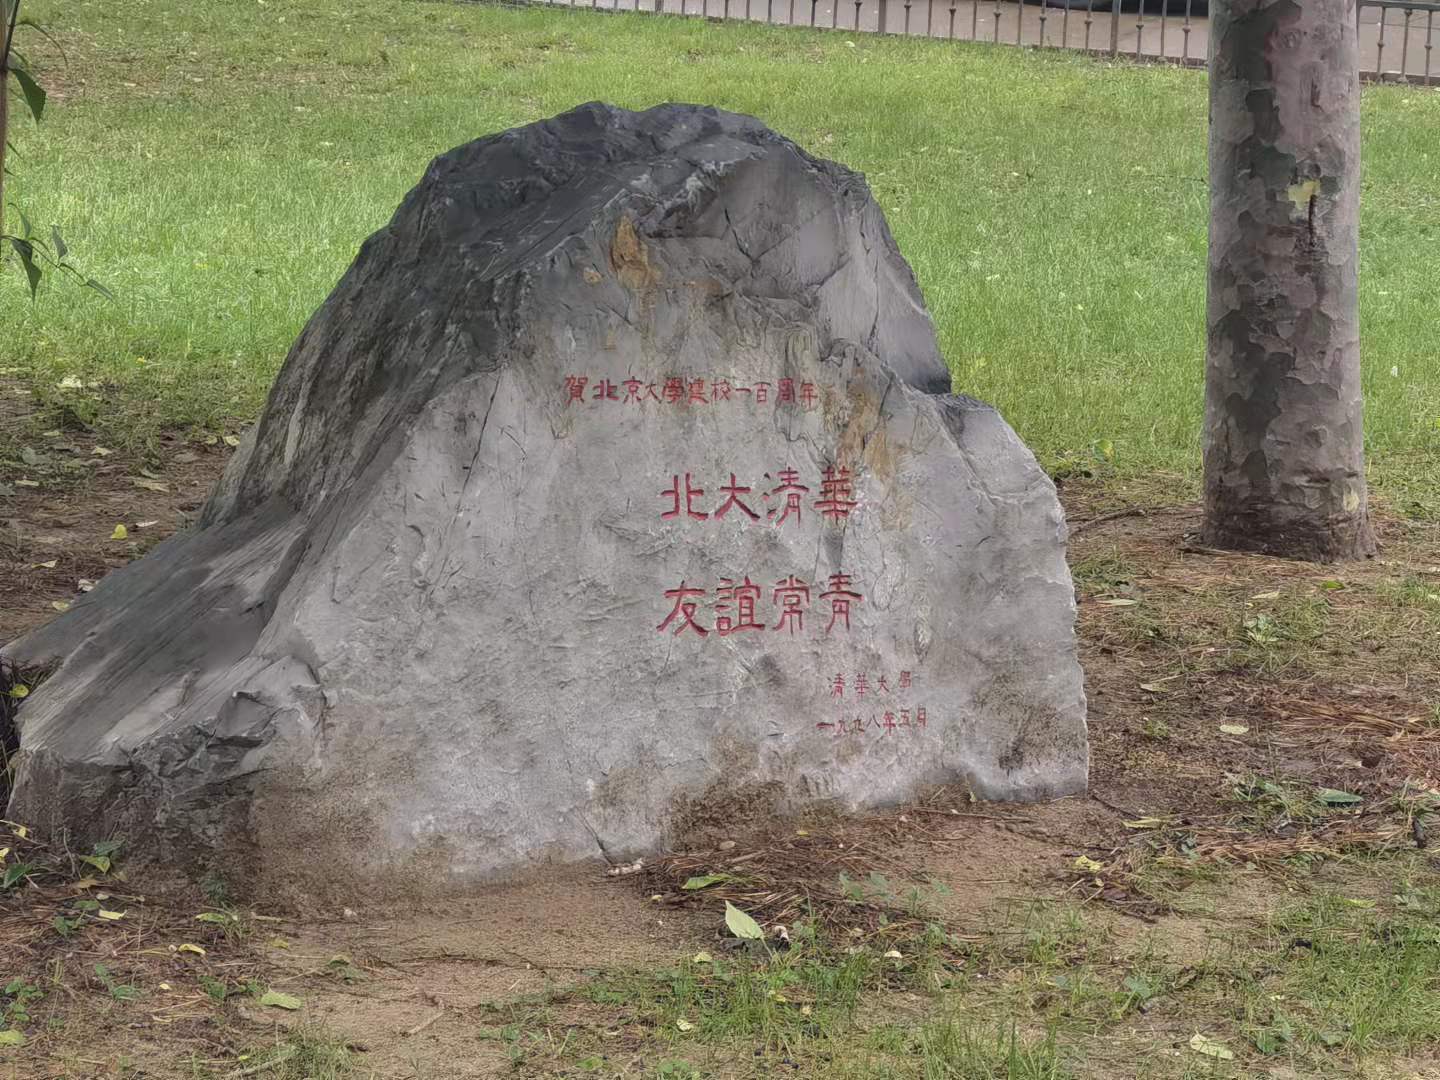 賀北京大學建校一百周年
北大清華
友誼常青
清華大學
一九九八年五月